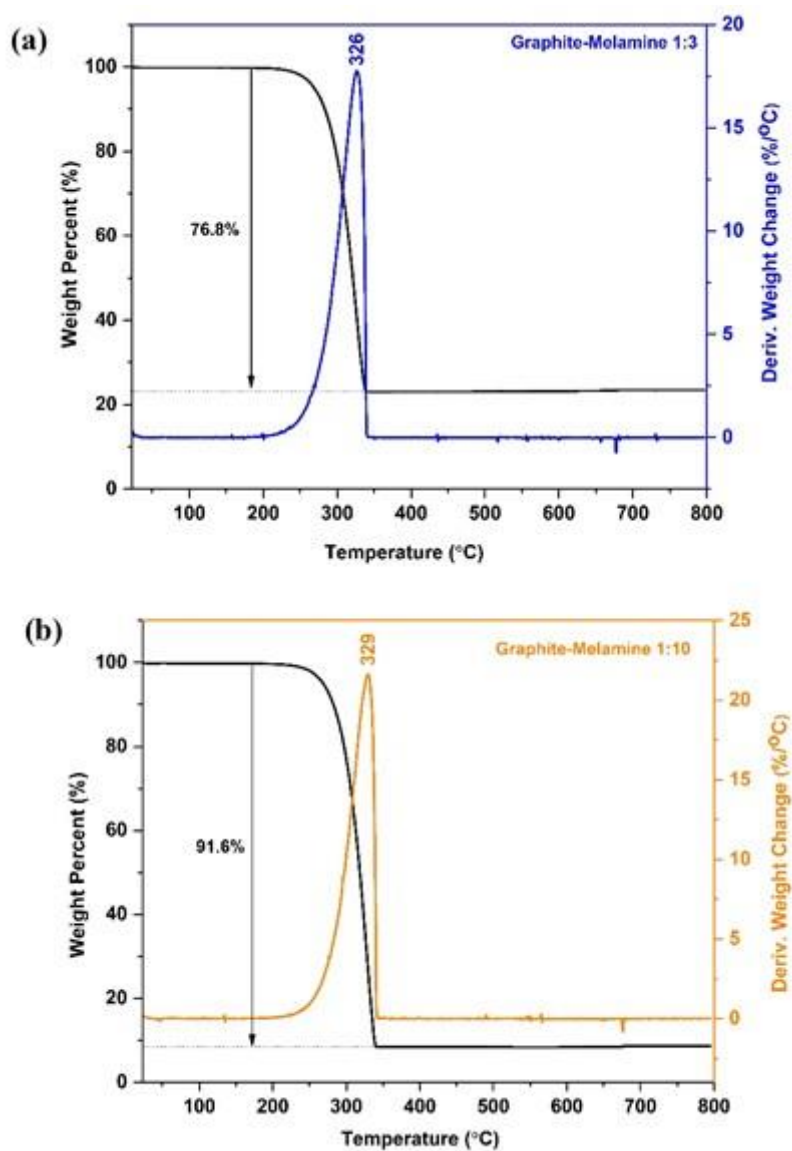 (a)
Graphite-Melamine 1:3
326
76.8%
Weight Percent (%)
100
80
60
40
20
0
Deriv. Weight Change (%/°C)
20
15
10
5
0
100 200 300 400 500 600 700 800
Temperature (°C)
(b)
Graphite-Melamine 1:10
329
91.6%
Weight Percent (%)
100
80
60
40
20
0
Deriv. Weight Change (%/°C)
25
20
15
10
5
0
100 200 300 400 500 600 700 800
Temperature (°C)